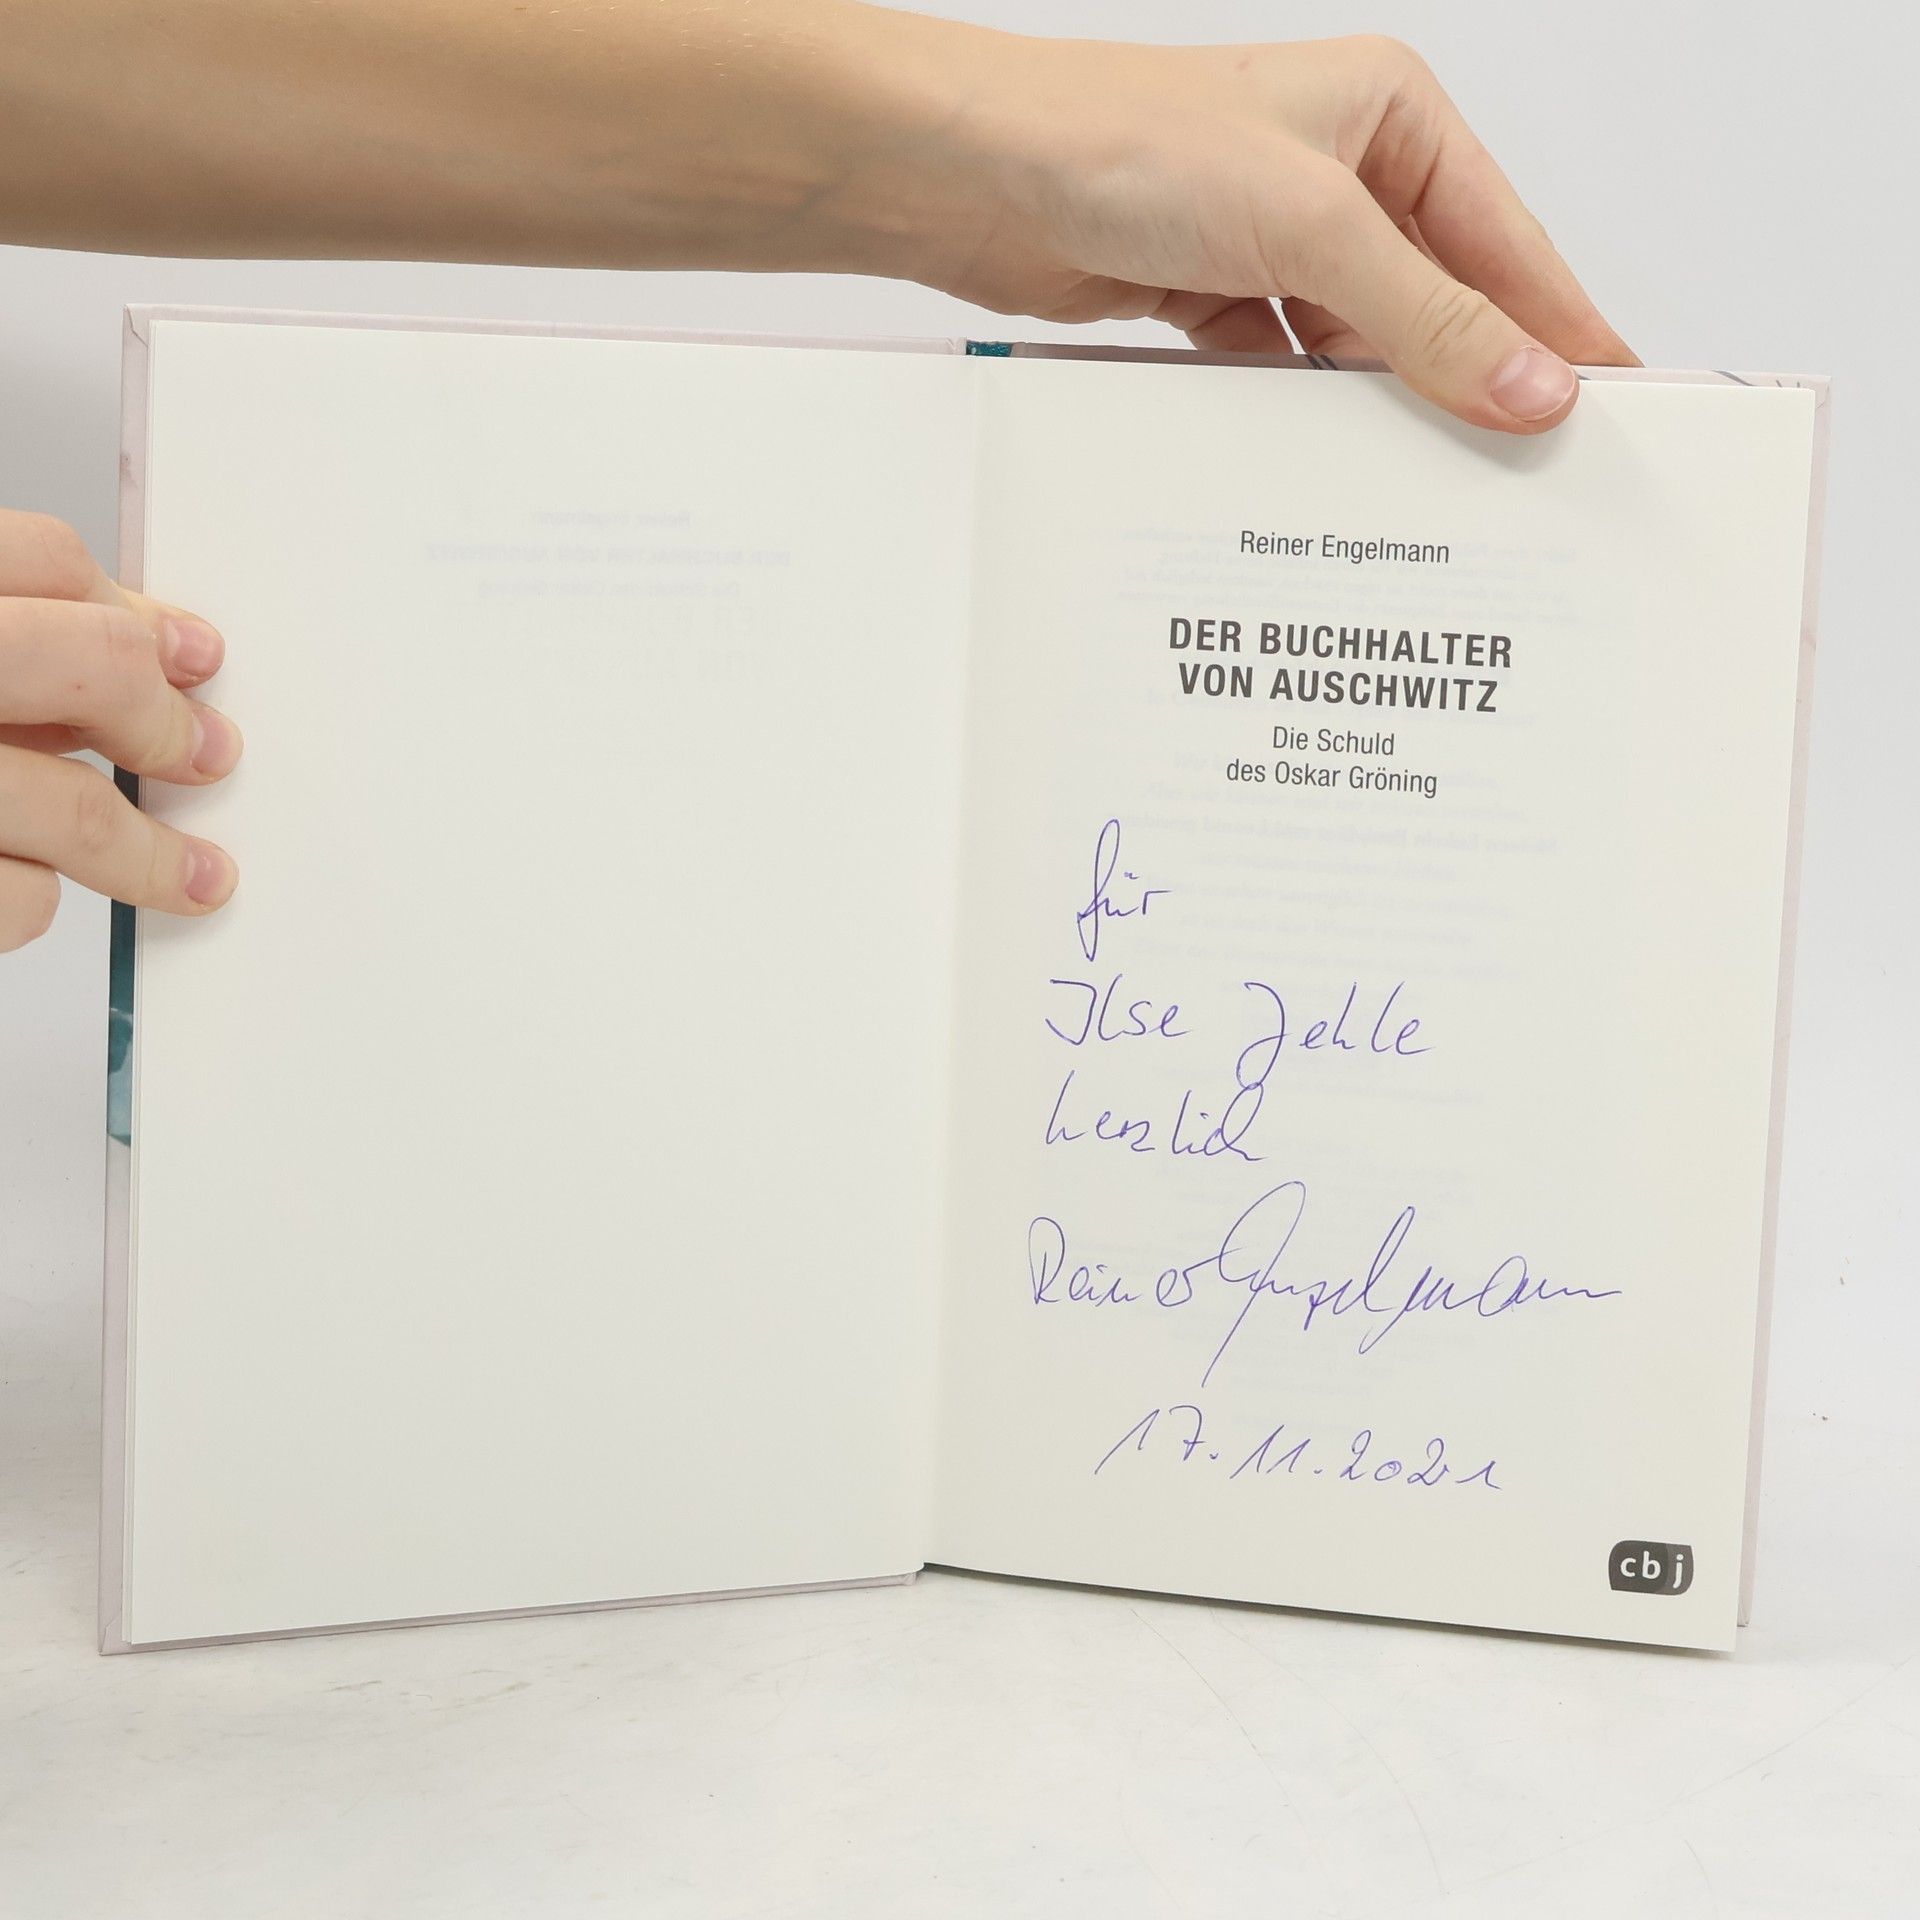 Reiner Engelmann
DER BUCHHALTER
VON AUSCHWITZ
Die Schuld
des Oskar Gröning
für
Ilse Jehle
herzlich
Reiner Engelmann
17.11.2021
cbj